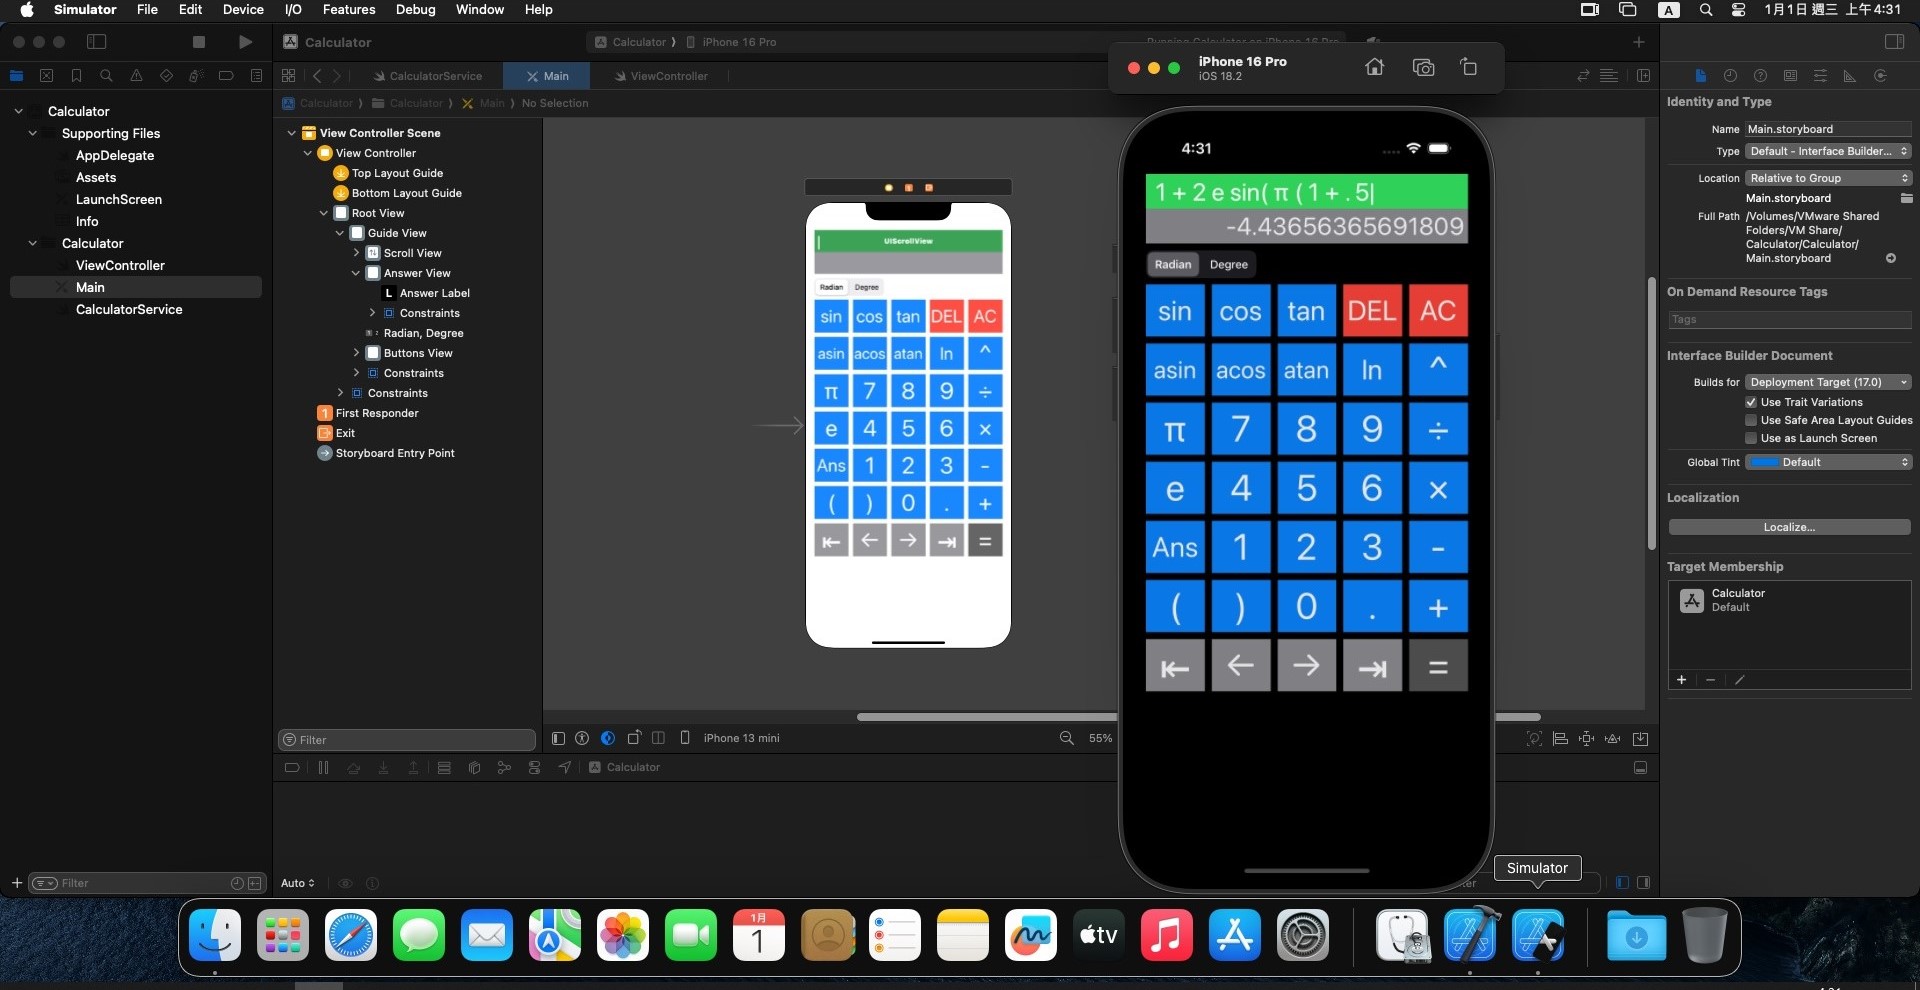 Simulator File Edit Device I/O Features Debug Window Help
A 1月1日 週三 上午4:31
Calculator
Calculator 〉 iPhone 16 Pro
CalculatorService Main ViewController
Calculator 〉 Calculator 〉 Main 〉 No Selection
Calculator
Supporting Files
AppDelegate
Assets
LaunchScreen
Info
Calculator
ViewController
Main
CalculatorService
Filter
View Controller Scene
View Controller
Top Layout Guide
Bottom Layout Guide
Root View
Guide View
Scroll View
Answer View
L Answer Label
Constraints
Radian, Degree
Buttons View
Constraints
Constraints
1 First Responder
Exit
Storyboard Entry Point
Filter
UIScrollView
Radian Degree
sin cos tan DEL AC
asin acos atan ln ^
π 7 8 9 ÷
e 4 5 6 ×
Ans 1 2 3 -
( ) 0 . +
⇤ ← → ⇥ =
iPhone 13 mini
55%
Calculator
Auto
iPhone 16 Pro
iOS 18.2
4:31
1 + 2 e sin( π ( 1 + . 5|
-4.43656365691809
Radian Degree
sin cos tan DEL AC
asin acos atan ln ^
π 7 8 9 ÷
e 4 5 6 ×
Ans 1 2 3 -
( ) 0 . +
⇤ ← → ⇥ =
Simulator
Identity and Type
Name Main.storyboard
Type Default - Interface Builder...
Location Relative to Group
Main.storyboard
Full Path /Volumes/VMware Shared
Folders/VM Share/
Calculator/Calculator/
Main.storyboard
On Demand Resource Tags
Tags
Interface Builder Document
Builds for Deployment Target (17.0)
Use Trait Variations
Use Safe Area Layout Guides
Use as Launch Screen
Global Tint Default
Localization
Localize...
Target Membership
Calculator
Default
1月
1
tv